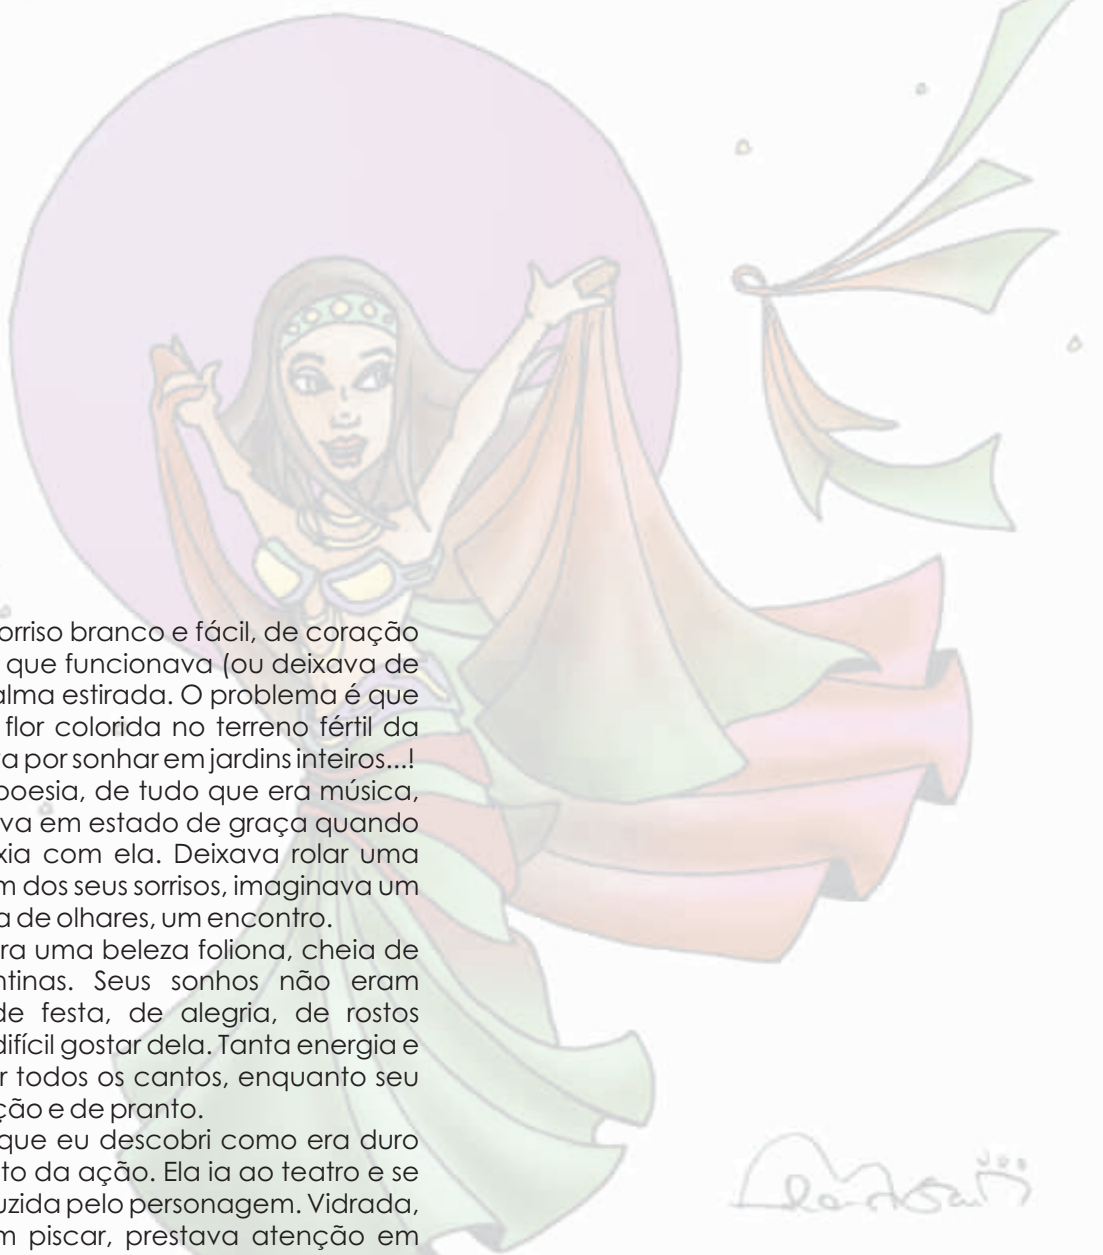 orriso branco e fácil, de coração
que funcionava (ou deixava de
alma estirada. O problema é que
flor colorida no terreno fértil da
a por sonhar em jardins inteiros...!
poesia, de tudo que era música,
va em estado de graça quando
xia com ela. Deixava rolar uma
m dos seus sorrisos, imaginava um
a de olhares, um encontro.
ra uma beleza foliona, cheia de
ntinas. Seus sonhos não eram
de festa, de alegria, de rostos
difícil gostar dela. Tanta energia e
r todos os cantos, enquanto seu
ção e de pranto.
que eu descobri como era duro
to da ação. Ela ia ao teatro e se
uzida pelo personagem. Vidrada,
m piscar, prestava atenção em